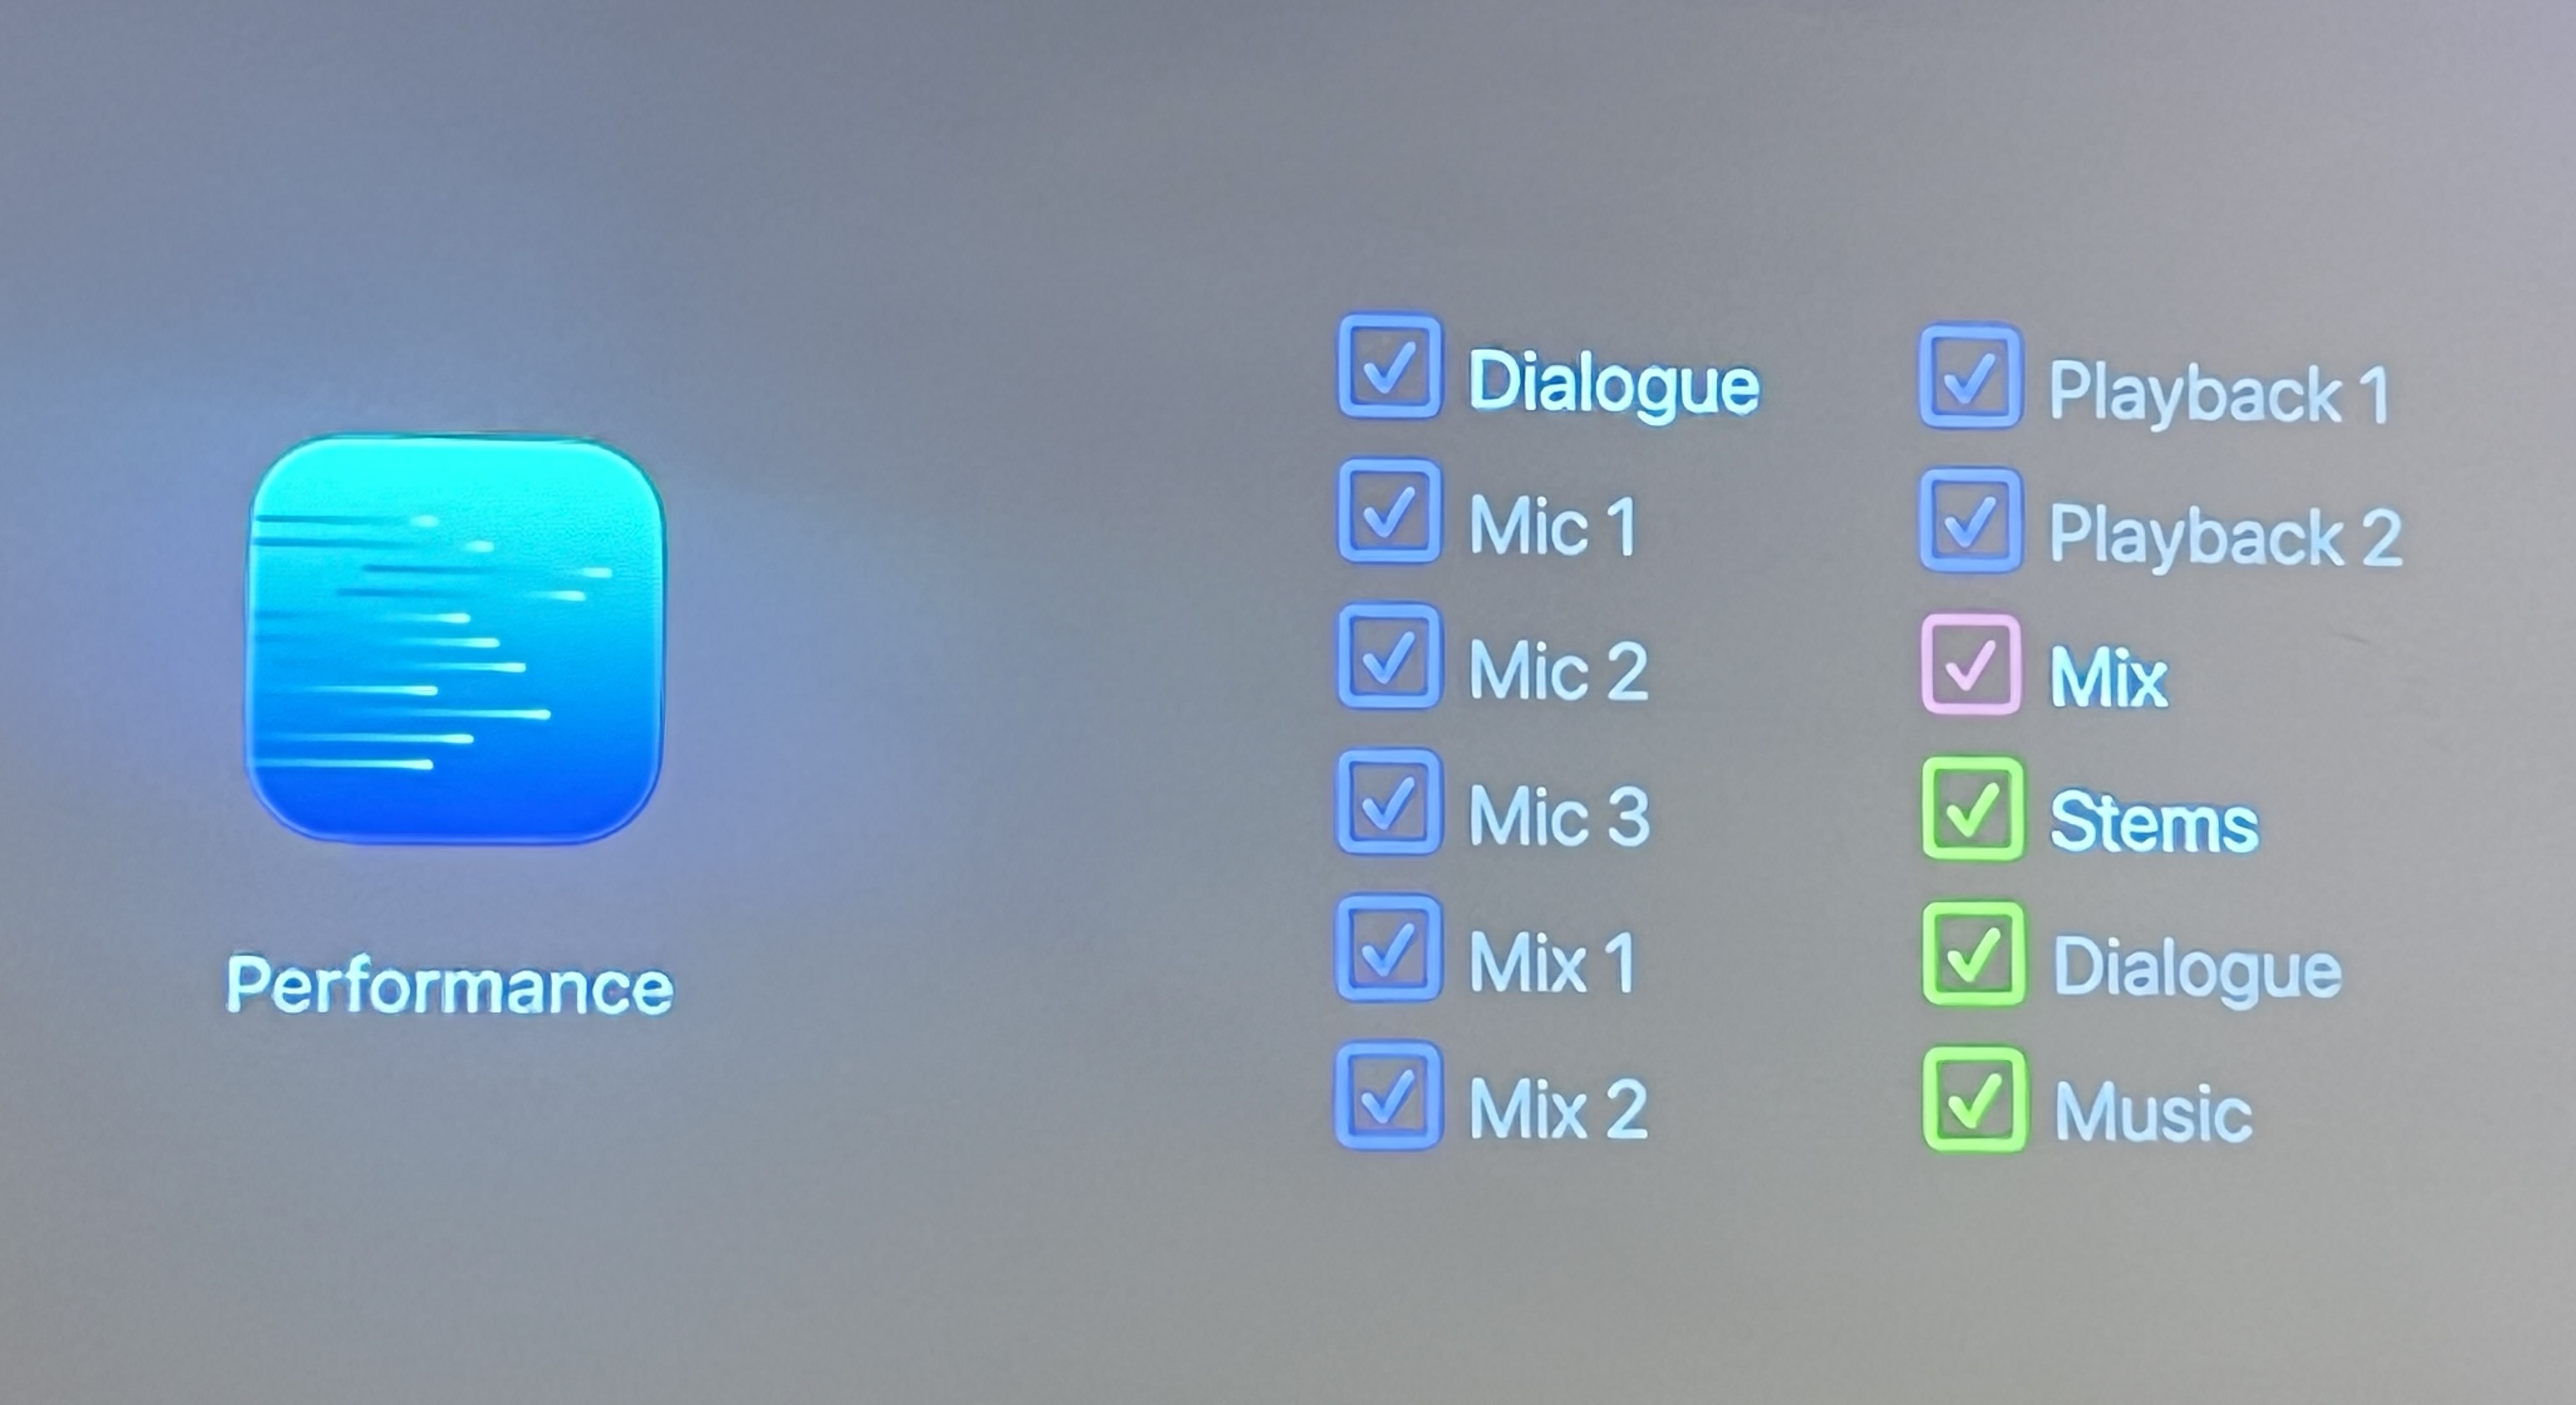 Performance
Dialogue
Mic 1
Mic 2
Mic 3
Mix 1
Mix 2
Playback 1
Playback 2
Mix
Stems
Dialogue
Music